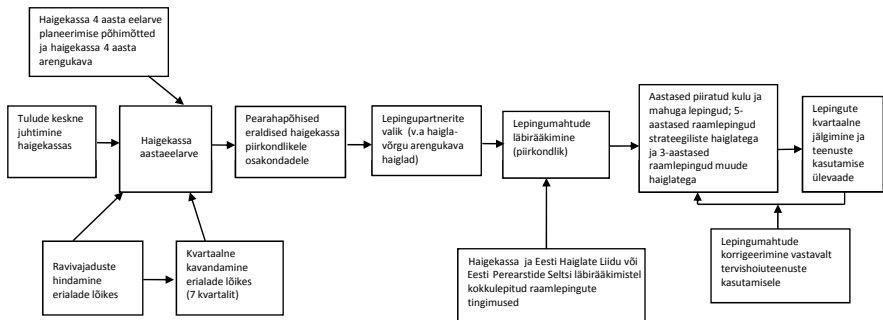 Haigekassa 4 aasta eelarve
planeerimise põhimõtted
ja haigekassa 4 aasta
arengukava
Tulude keskne
juhtimine
haigekassas
Haigekassa
aastaeelarve
Pearahapõhised
eraldised haigekassa
piirkondlikele
osakondadele
Lepingupartnerite
valik (v.a haigla-
võrgu arengukava
haiglad)
Lepingumahtude
läbirääkimine
(piirkondlik)
Aastased piiratud kulu ja
mahuga lepingud; 5-
aastased raamlepingud
strateegiliste haiglatega
ja 3-aastased
raamlepingud muude
haiglatega
Lepingute
kvartaalne
jälgimine ja
teenuste
kasutamise
ülevaade
Ravivajaduste
hindamine
erialade lõikes
Kvartaalne
kavandamine
erialade lõikes
(7 kvartalit)
Haigekassa ja Eesti Haiglate Liidu või
Eesti Perearstide Seltsi läbirääkimistel
kokkulepitud raamlepingute
tingimused
Lepingumahtude
korrigeerimine vastavalt
tervishoiuteenuste
kasutamisele